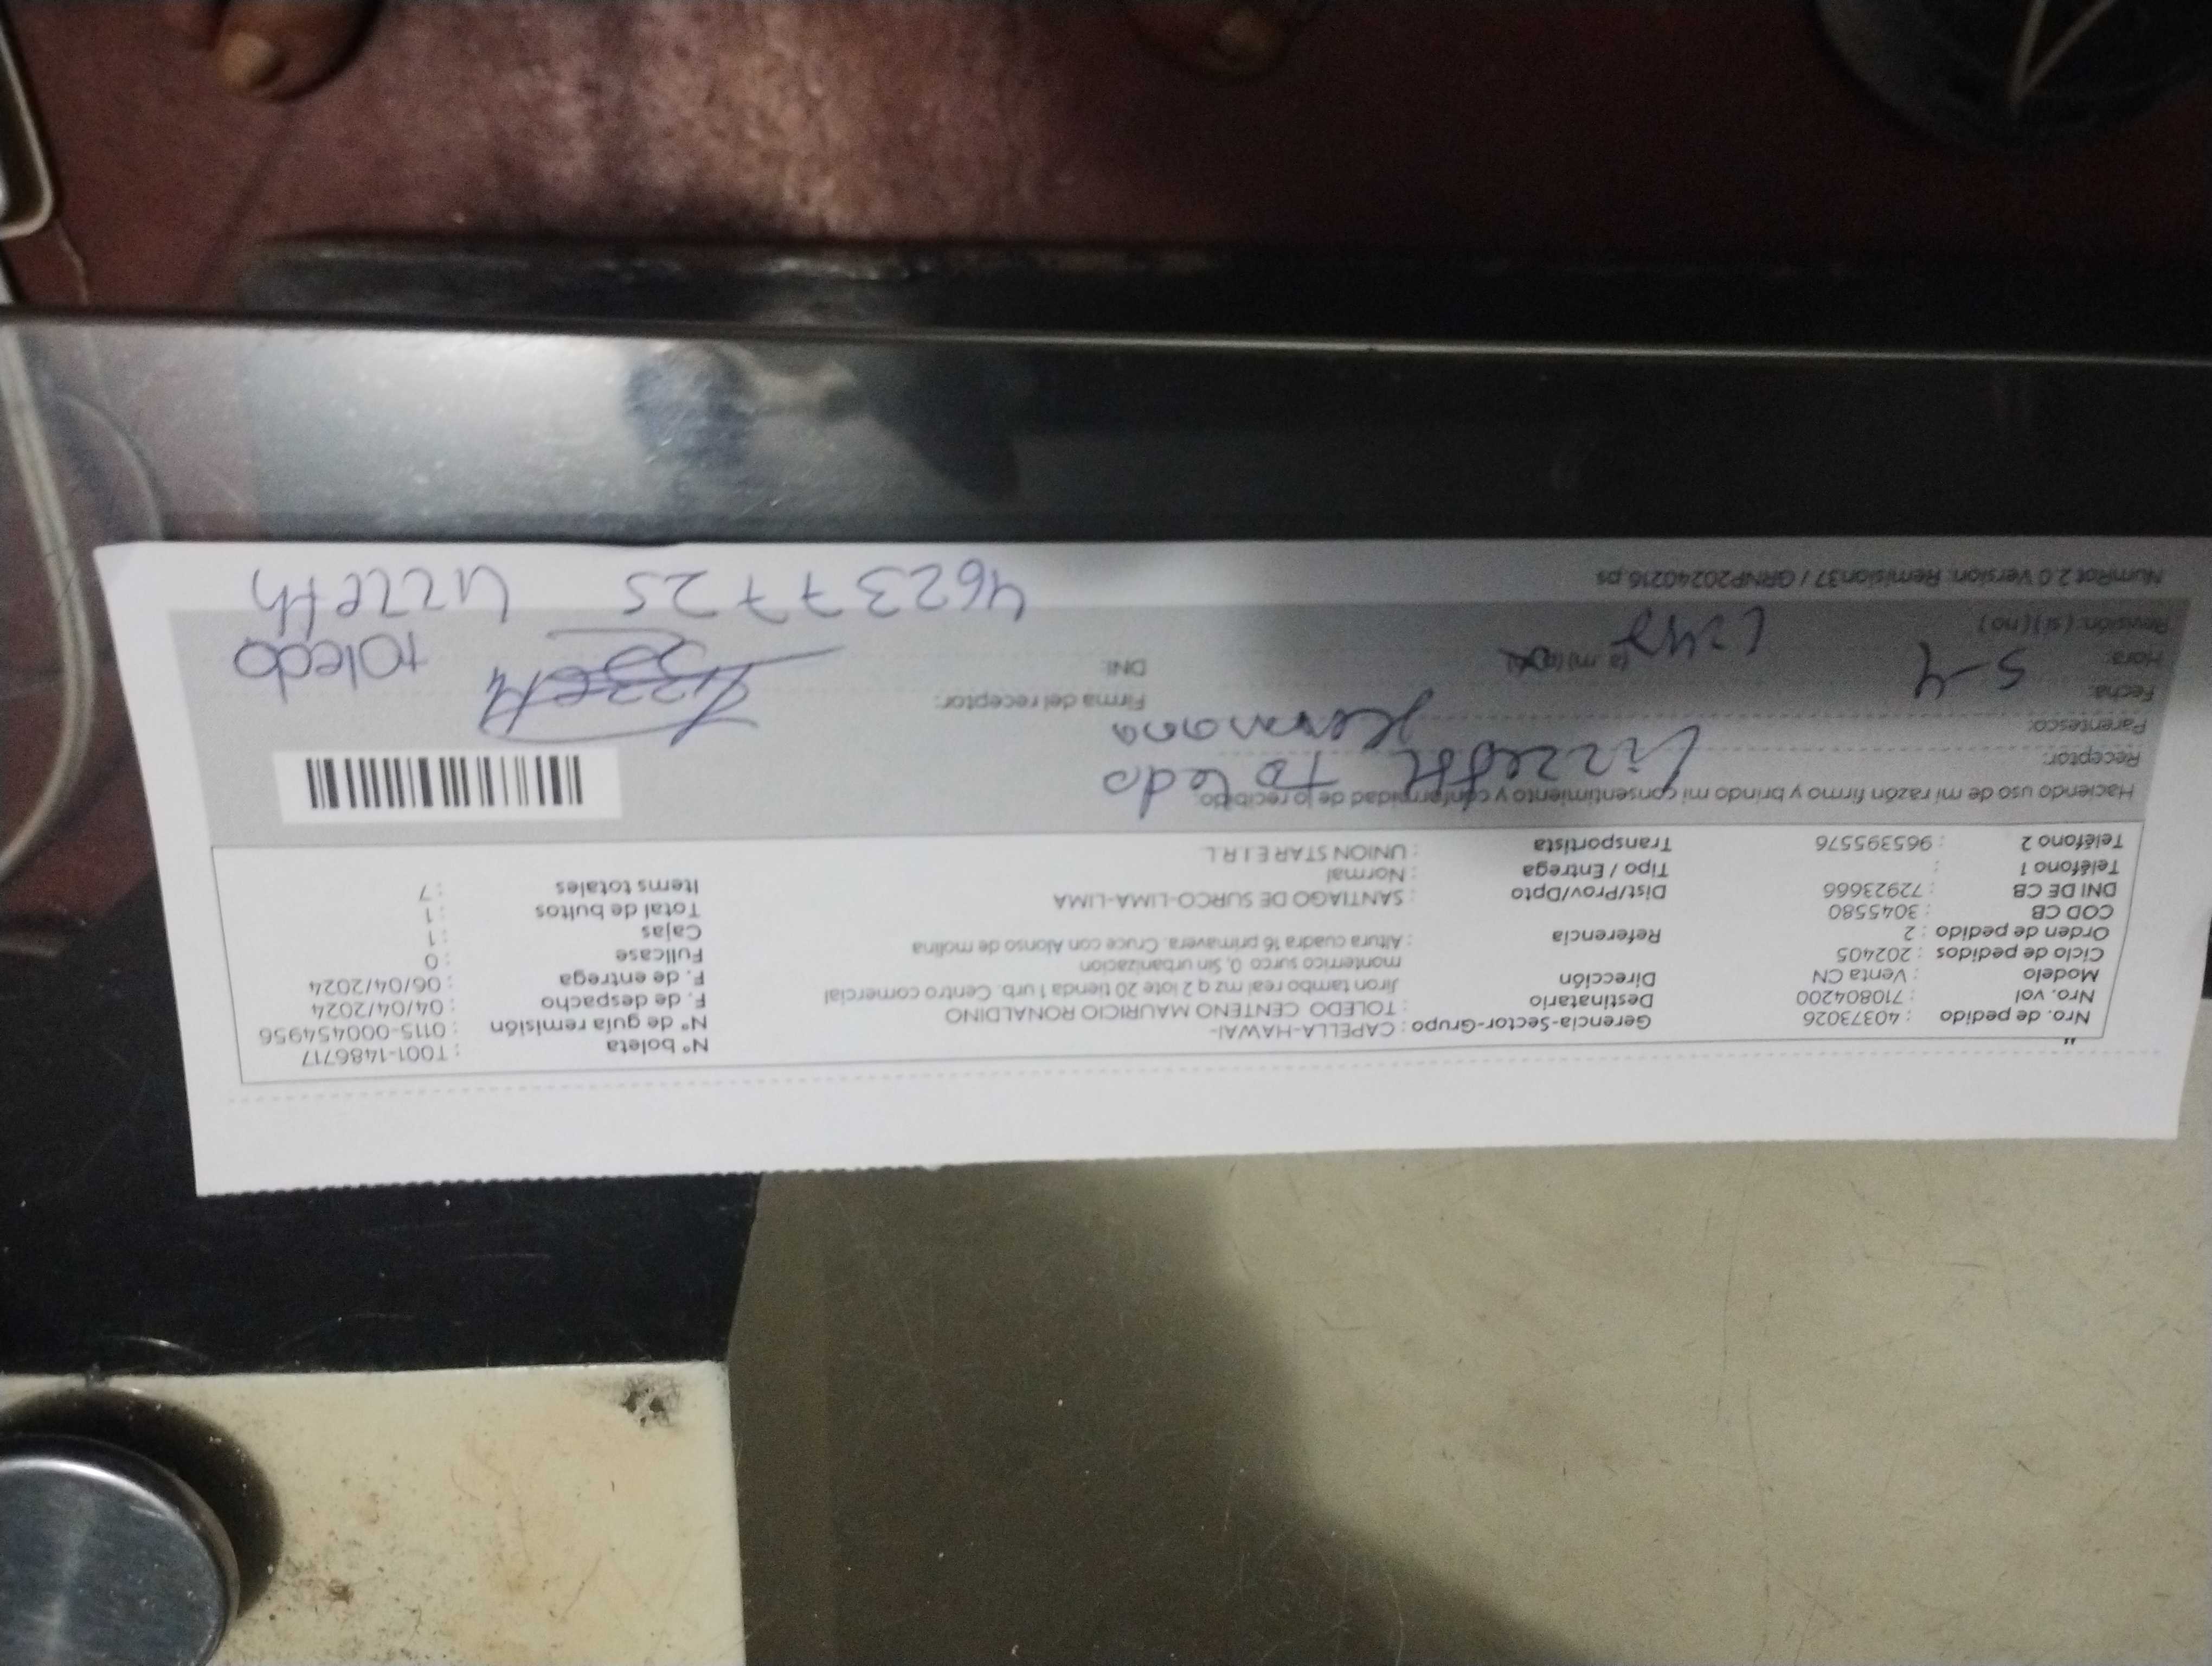 Nro. de pedido : 40373026
Nro. vol : 710804200
Modelo : Venta CN
Ciclo de pedidos : 202405
Orden de pedido : 2
COD CB : 3045580
DNI DE CB : 72923666
Teléfono 1 :
Teléfono 2 : 965395576
Gerencia-Sector-Grupo : CAPELLA-HAWAI-
Destinatario : TOLEDO CENTENO MAURICIO RONALDINO
Dirección Jiron tambo real mz q 2 lote 20 tienda 1 urb. Centro comercial
monterrico surco 0, Sin urbanizacion
Referencia : Altura cuadra 16 primavera. Cruce con Alonso de molina
Dist/Prov/Dpto : SANTIAGO DE SURCO-LIMA-LIMA
Tipo / Entrega : Normal
Transportista : UNION STAR E I R L
N° boleta : T001-1486717
N° de guía remisión : 0115-000454956
F. de despacho : 04/04/2024
F. de entrega : 06/04/2024
Fullcase : 0
Cajas : 1
Total de bultos : 1
Items totales : 7
Haciendo uso de mi razón firmo y brindo mi consentimiento y conformidad de lo recibido:
Receptor: Lizzeth Toledo
Parentesco: Hermana
Fecha: 5-4
Hora: (a. m)
Revisión: ( si ) ( no )
Firma del receptor: Lizzeth
DNI:
toledo
46237725 Lizzeth
NumRot 2.0 Version: Remision37 / GRNP20240216.ps